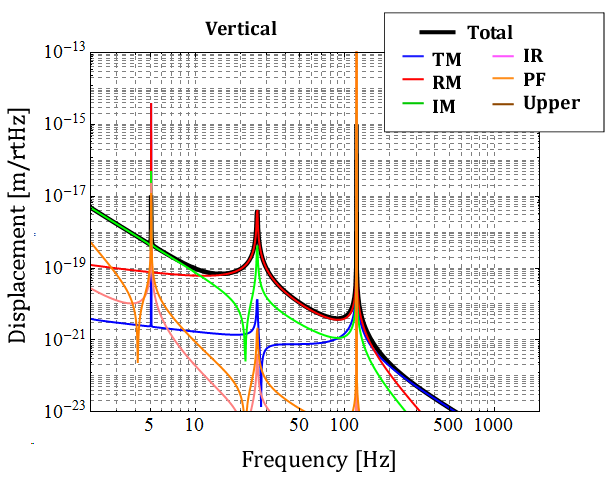 Vertical
Total
TM
IR
RM
PF
IM
Upper
Displacement [m/rtHz]
10−13
10−15
10−17
10−19
10−21
10−23
5
10
50
100
500
1000
Frequency [Hz]